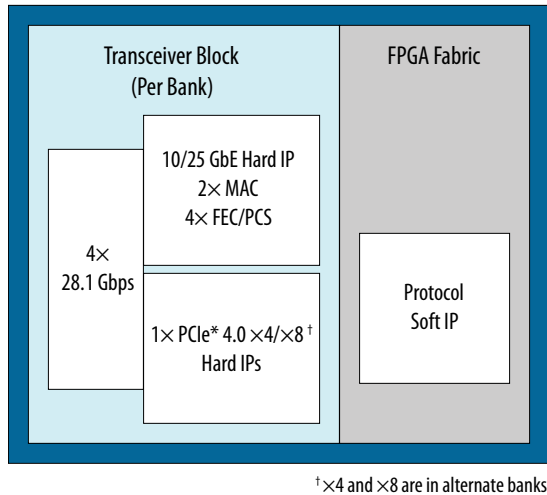 Transceiver Block
(Per Bank)
FPGA Fabric
10/25 GbE Hard IP
2× MAC
4× FEC/PCS
4×
28.1 Gbps
1× PCIe* 4.0 ×4/×8 †
Hard IPs
Protocol
Soft IP
† ×4 and ×8 are in alternate banks